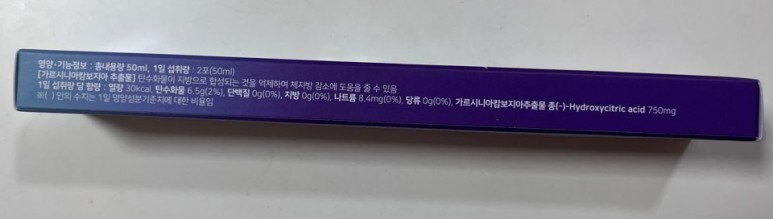 영양·기능정보 : 총내용량 50ml, 1일 섭취량 : 2포(50ml)
[가르시니아캄보지아 추출물] 탄수화물이 지방으로 합성되는 것을 억제하여 체지방 감소에 도움을 줄 수 있음
1일 섭취량 당 함량 : 열량 30kcal, 탄수화물 6.5g(2%), 단백질 0g(0%), 지방 0g(0%), 나트륨 8.4mg(0%), 당류 0g(0%), 가르시니아캄보지아추출물 총(-)-Hydroxycitric acid 750mg
※( ) 안의 수치는 1일 영양성분기준치에 대한 비율임